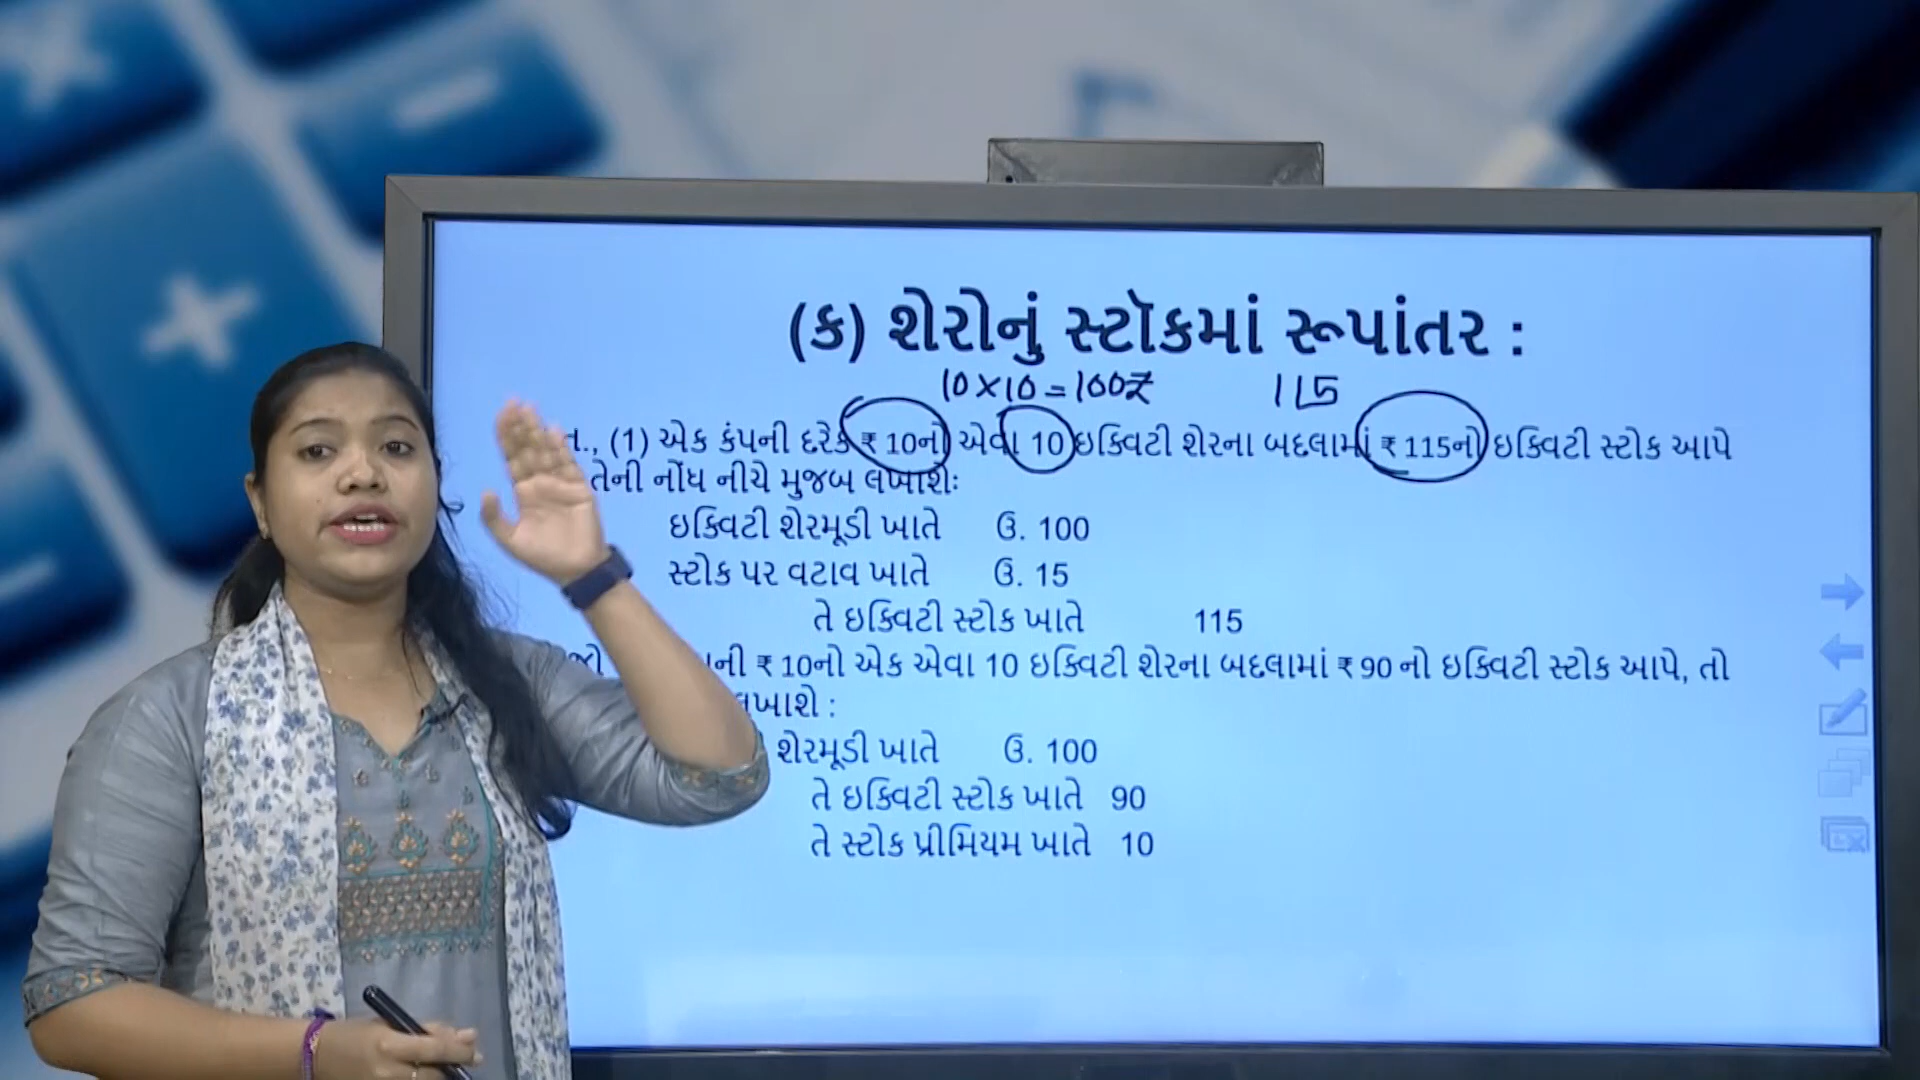 (ક) શેરોનું સ્ટૉકમાં રૂપાંતર :
10 × 10 = 100₹ 115
ત., (1) એક કંપની દરેક ₹ 10નો એવા 10 ઇક્વિટી શેરના બદલામાં ₹ 115નો ઇક્વિટી સ્ટોક આપે
તેની નોંધ નીચે મુજબ લખાશેઃ
ઇક્વિટી શેરમૂડી ખાતે ઉ. 100
સ્ટોક પર વટાવ ખાતે ઉ. 15
તે ઇક્વિટી સ્ટોક ખાતે 115
જો ની ₹ 10નો એક એવા 10 ઇક્વિટી શેરના બદલામાં ₹ 90 નો ઇક્વિટી સ્ટોક આપે, તો
લખાશે :
શેરમૂડી ખાતે ઉ. 100
તે ઇક્વિટી સ્ટોક ખાતે 90
તે સ્ટોક પ્રીમિયમ ખાતે 10